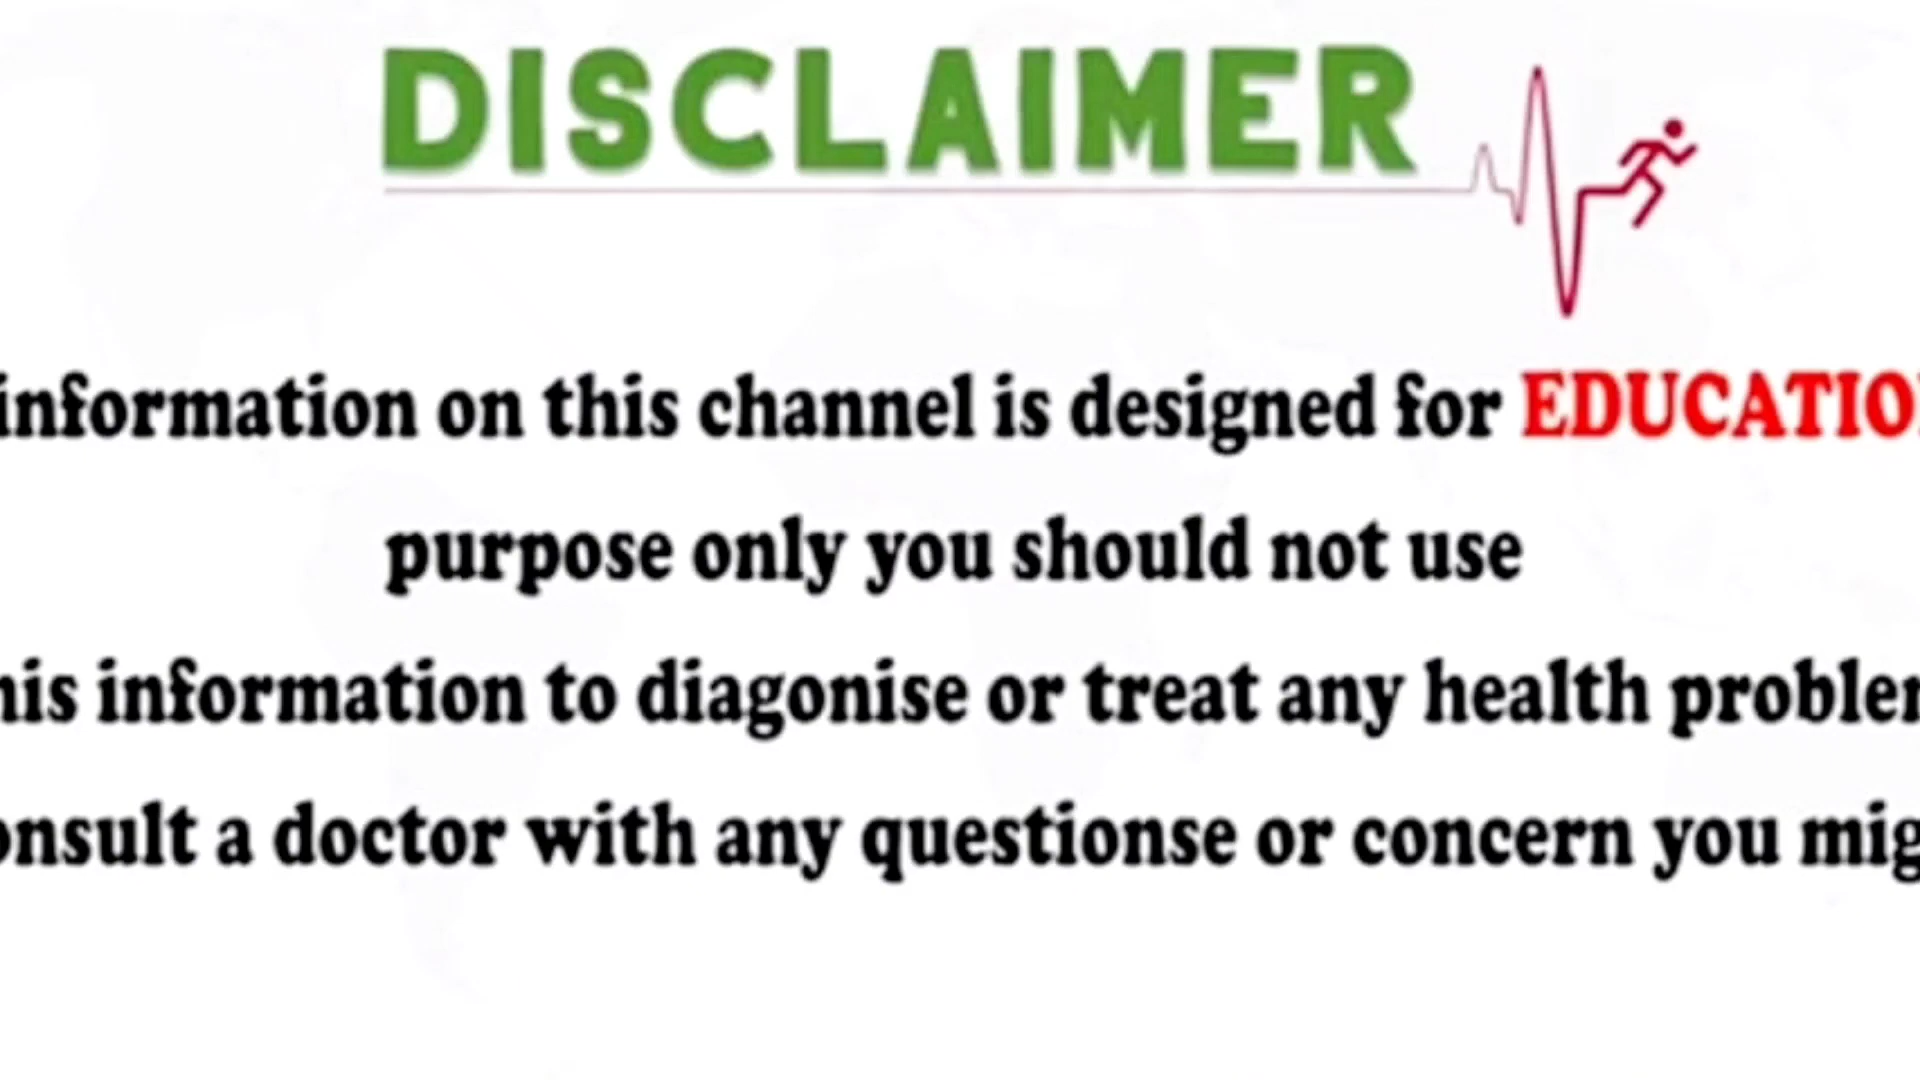 DISCLAIMER
information on this channel is designed for EDUCATIO
purpose only you should not use
his information to diagonise or treat any health proble
onsult a doctor with any questionse or concern you mig